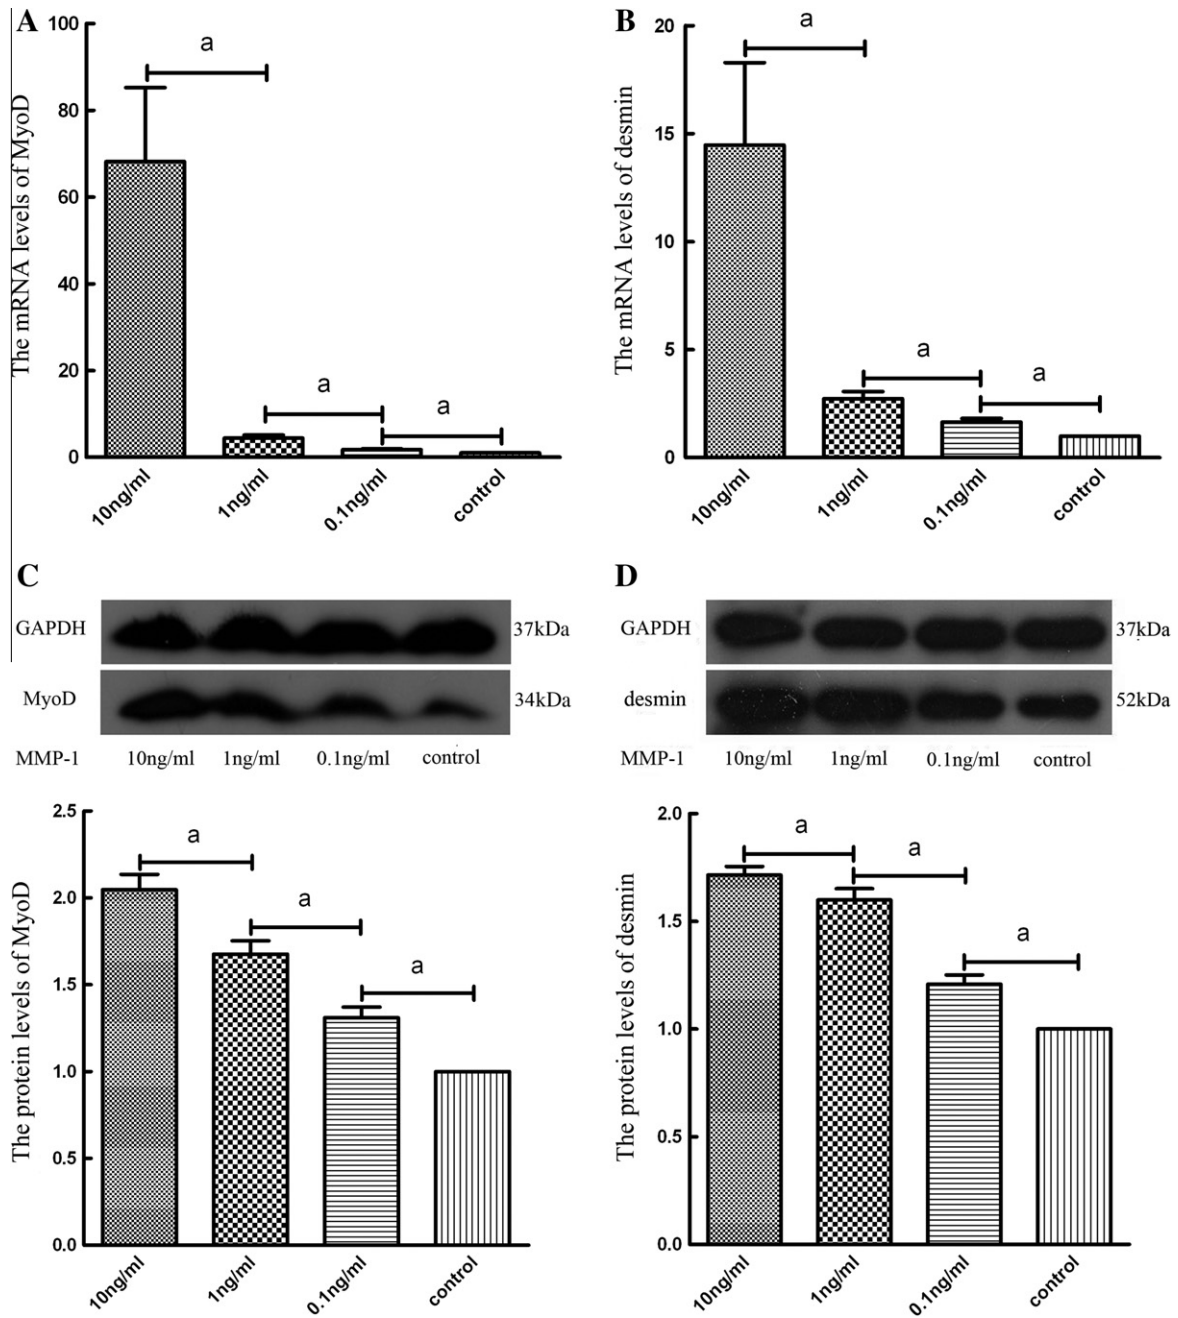 A
The mRNA levels of MyoD
100
80
60
40
20
0
a
a
a
10ng/ml
1ng/ml
0.1ng/ml
control
B
The mRNA levels of desmin
20
15
10
5
0
a
a
a
10ng/ml
1ng/ml
0.1ng/ml
control
C
GAPDH 37kDa
MyoD 34kDa
MMP-1 10ng/ml 1ng/ml 0.1ng/ml control
The protein levels of MyoD
2.5
2.0
1.5
1.0
0.5
0.0
a
a
a
10ng/ml
1ng/ml
0.1ng/ml
control
D
GAPDH 37kDa
desmin 52kDa
MMP-1 10ng/ml 1ng/ml 0.1ng/ml control
The protein levels of desmin
2.0
1.5
1.0
0.5
0.0
a
a
a
10ng/ml
1ng/ml
0.1ng/ml
control